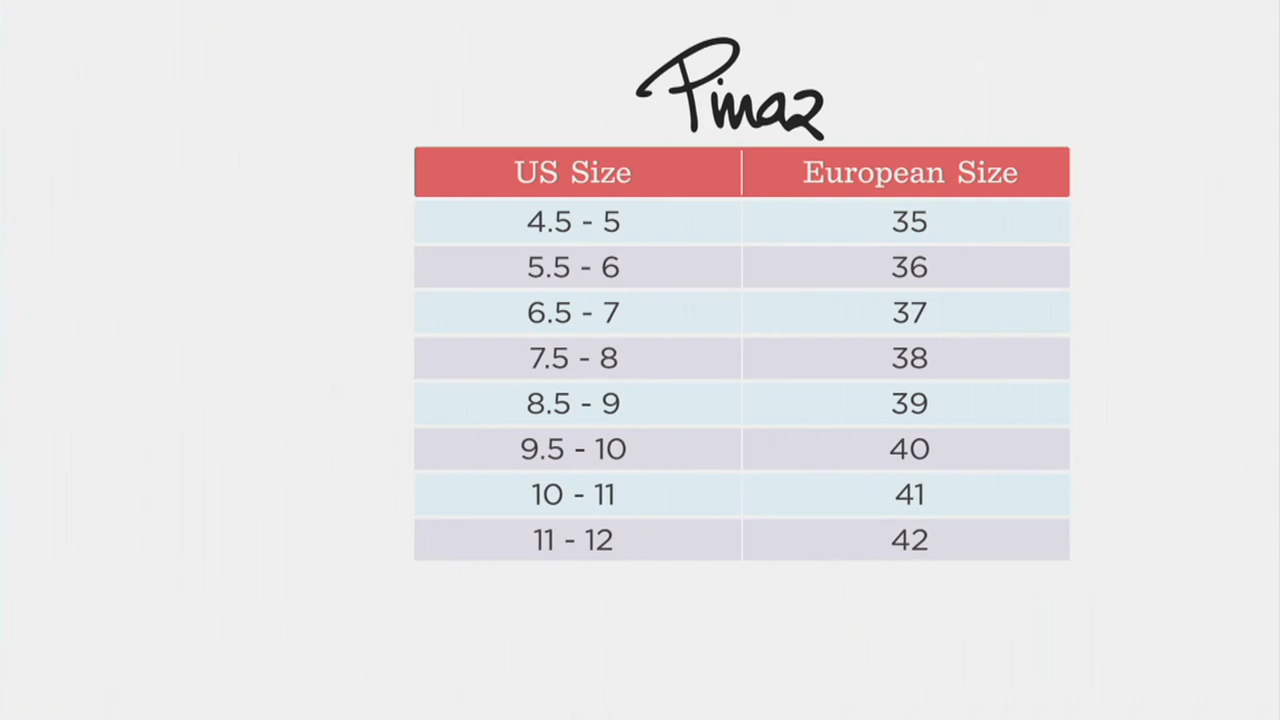 Pinaz
US Size European Size
4.5 - 5 35
5.5 - 6 36
6.5 - 7 37
7.5 - 8 38
8.5 - 9 39
9.5 - 10 40
10 - 11 41
11 - 12 42